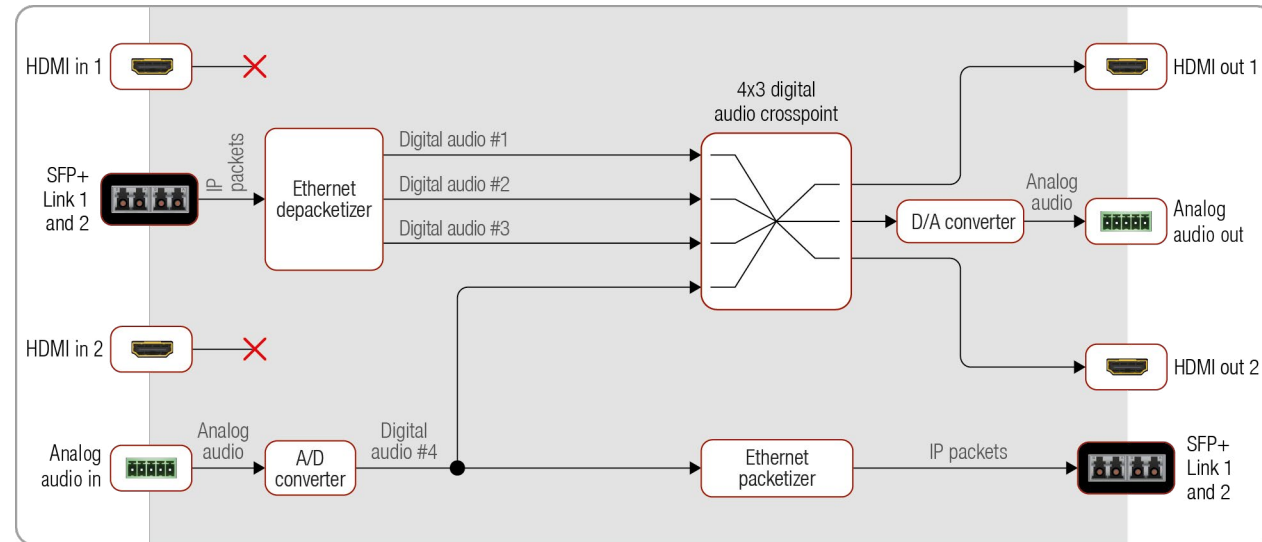 HDMI in 1
SFP+
Link 1
and 2
IP
packets
Ethernet
depacketizer
Digital audio #1
Digital audio #2
Digital audio #3
4x3 digital
audio crosspoint
HDMI out 1
D/A converter
Analog
audio
Analog
audio out
HDMI in 2
HDMI out 2
Analog
audio in
Analog
audio
A/D
converter
Digital
audio #4
Ethernet
packetizer
IP packets
SFP+
Link 1
and 2